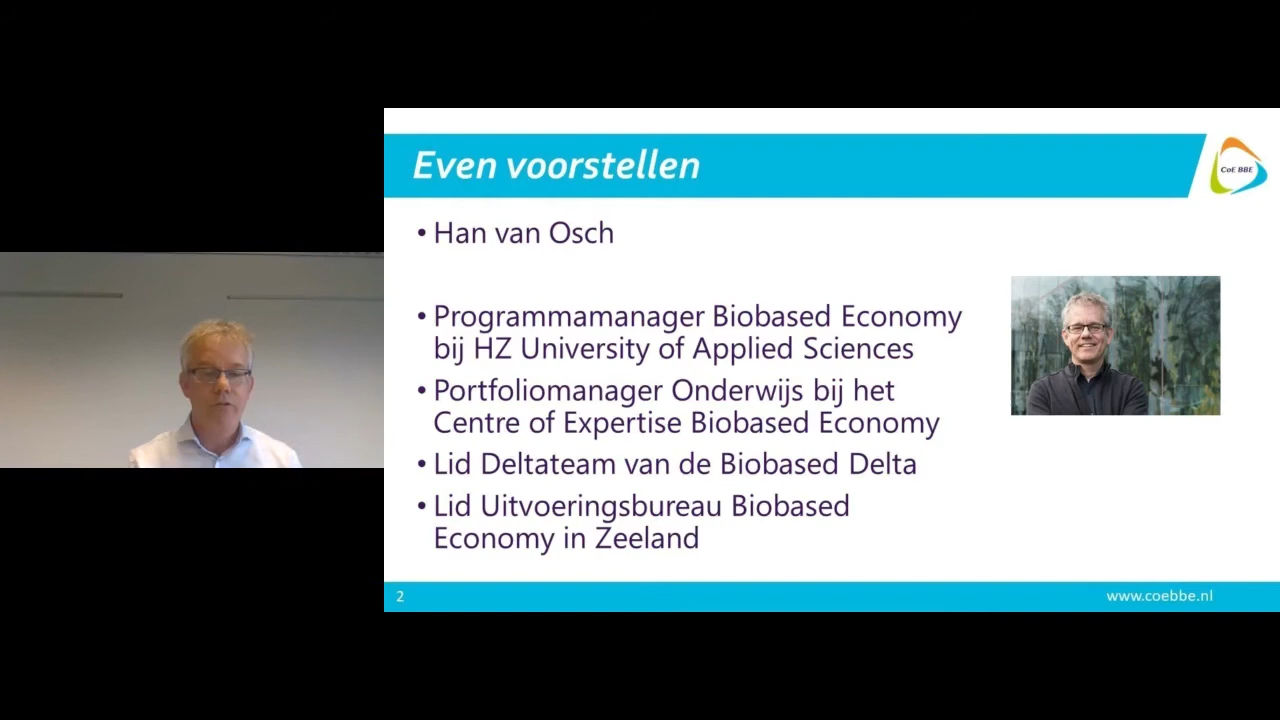 Even voorstellen
CoE BBE
• Han van Osch
• Programmamanager Biobased Economy
bij HZ University of Applied Sciences
• Portfoliomanager Onderwijs bij het
Centre of Expertise Biobased Economy
• Lid Deltateam van de Biobased Delta
• Lid Uitvoeringsbureau Biobased
Economy in Zeeland
2
www.coebbe.nl